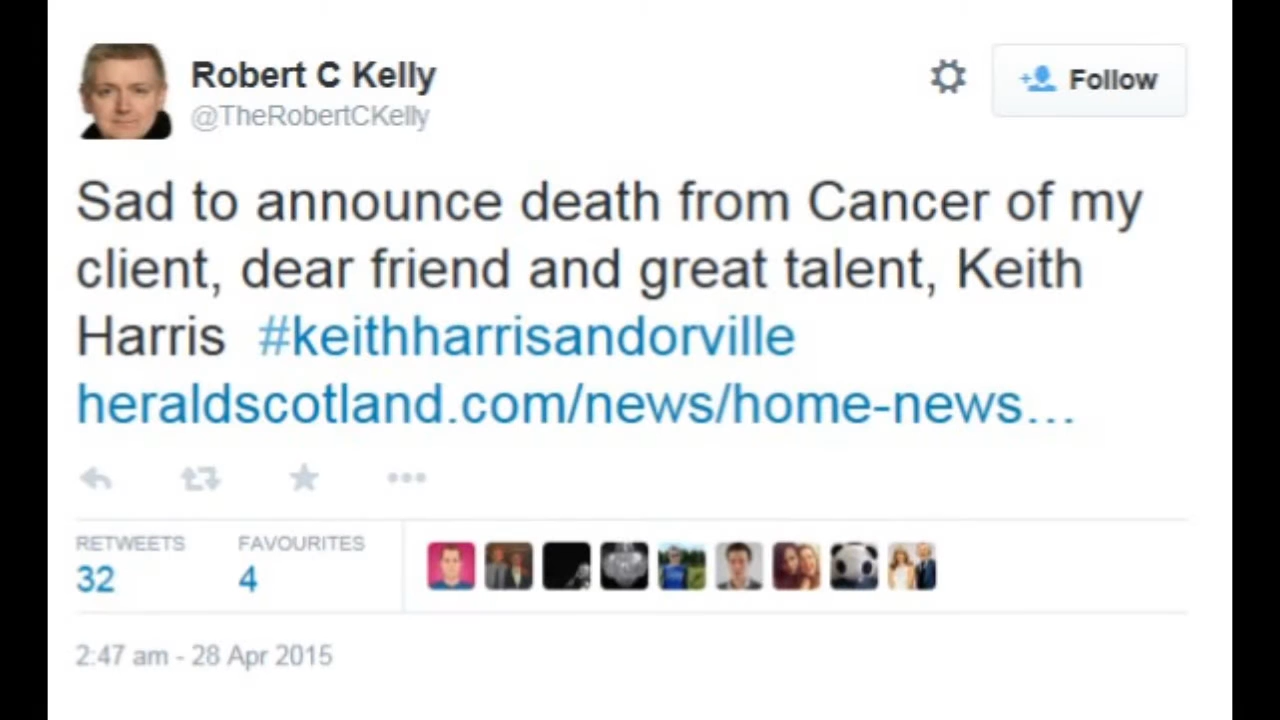 Robert C Kelly
@TheRobertCKelly
Follow
Sad to announce death from Cancer of my
client, dear friend and great talent, Keith
Harris #keithharrisandorville
heraldscotland.com/news/home-news...
RETWEETS FAVOURITES
32 4
2:47 am - 28 Apr 2015